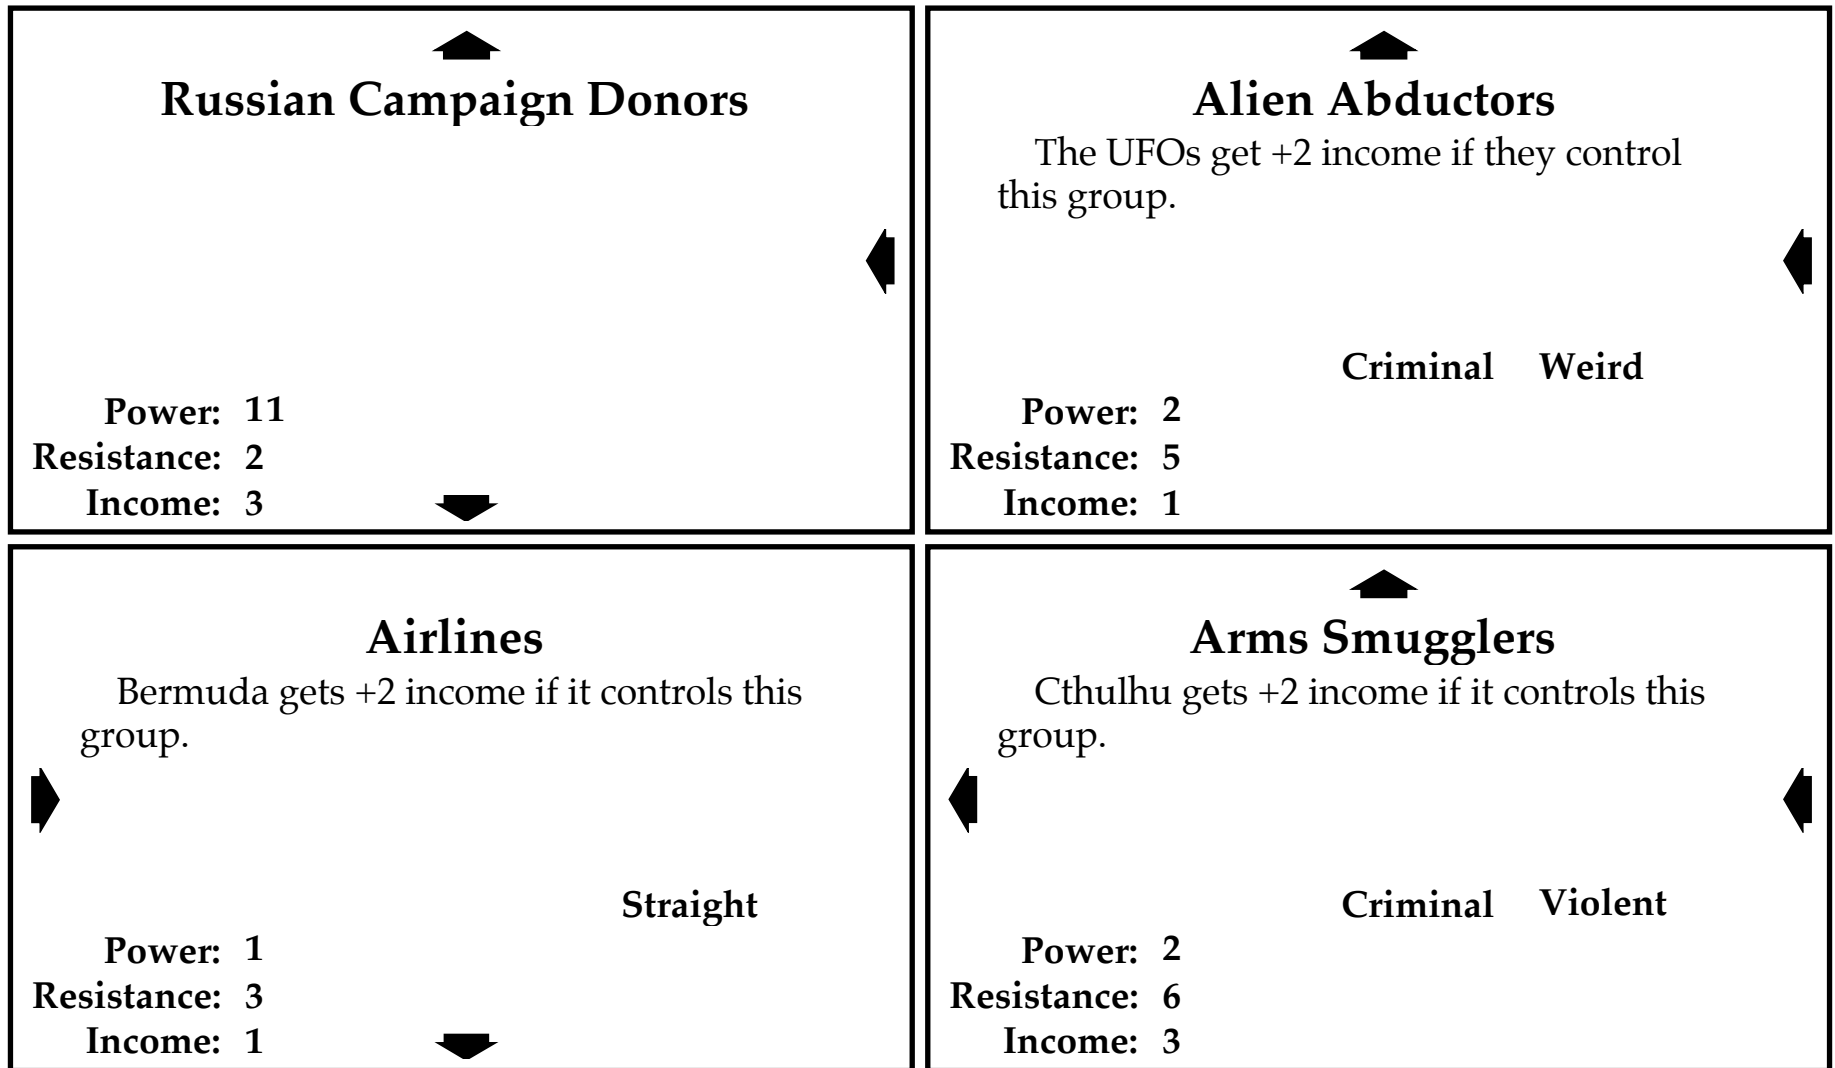 Russian Campaign Donors
Power: 11
Resistance: 2
Income: 3
Alien Abductors
The UFOs get +2 income if they control
this group.
Criminal Weird
Power: 2
Resistance: 5
Income: 1
Airlines
Bermuda gets +2 income if it controls this
group.
Straight
Power: 1
Resistance: 3
Income: 1
Arms Smugglers
Cthulhu gets +2 income if it controls this
group.
Criminal Violent
Power: 2
Resistance: 6
Income: 3